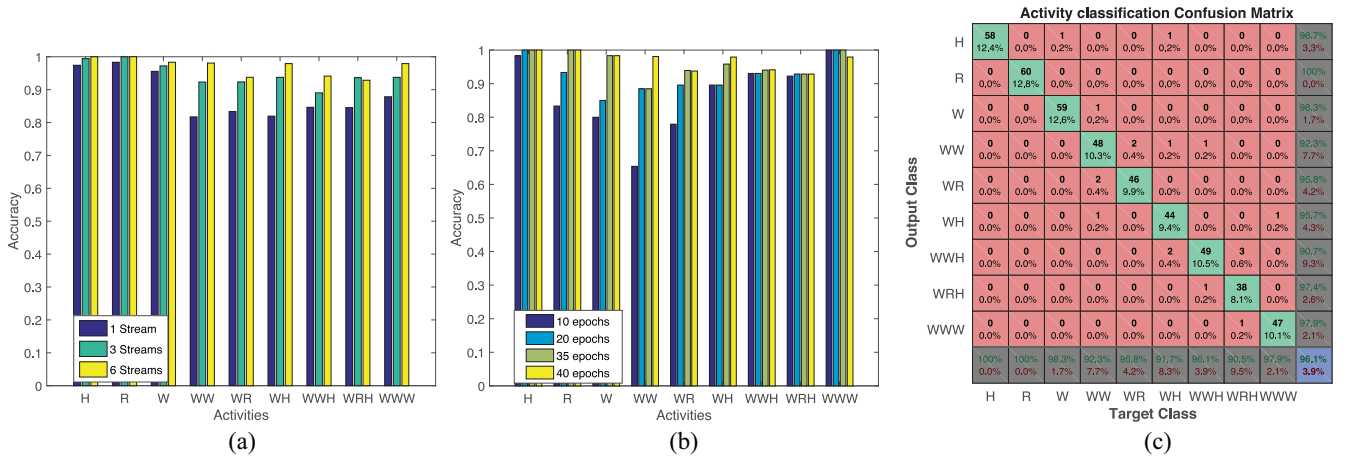 1
0.9
0.8
0.7
0.6
0.5
0.4
0.3
0.2
0.1
0
Accuracy
1 Stream
3 Streams
6 Streams
H R W WW WR WH WWH WRH WWW
Activities
(a)
1
0.9
0.8
0.7
0.6
0.5
0.4
0.3
0.2
0.1
0
Accuracy
10 epochs
20 epochs
35 epochs
40 epochs
H R W WW WR WH WWH WRH WWW
Activities
(b)
Activity classification Confusion Matrix
Output Class
H 58 0 1 0 0 1 0 0 0 96.7%
12,4% 0.0% 0.2% 0.0% 0.0% 0.2% 0.0% 0.0% 0.0% 3,3%
R 0 60 0 0 0 0 0 0 0 100%
0.0% 12,8% 0.0% 0.0% 0.0% 0.0% 0.0% 0.0% 0.0% 0,0%
W 0 0 59 1 0 0 0 0 0 98.3%
0.0% 0.0% 12,6% 0.2% 0.0% 0.0% 0.0% 0.0% 0.0% 1,7%
WW 0 0 0 48 2 1 1 0 0 92.3%
0.0% 0.0% 0.0% 10.3% 0.4% 0.2% 0.2% 0.0% 0.0% 7.7%
WR 0 0 0 2 46 0 0 0 0 95.8%
0.0% 0.0% 0.0% 0.4% 9.9% 0.0% 0.0% 0.0% 0.0% 4.2%
WH 0 0 0 1 0 44 0 0 1 95.7%
0.0% 0.0% 0.0% 0.2% 0.0% 9.4% 0.0% 0.0% 0.2% 4.3%
WWH 0 0 0 0 0 2 49 3 0 90.7%
0.0% 0.0% 0.0% 0.0% 0.0% 0.4% 10.5% 0.6% 0.0% 9.3%
WRH 0 0 0 0 0 0 1 38 0 97.4%
0.0% 0.0% 0.0% 0.0% 0.0% 0.0% 0.2% 8.1% 0.0% 2.6%
WWW 0 0 0 0 0 0 0 1 47 97.9%
0.0% 0.0% 0.0% 0.0% 0.0% 0.0% 0.0% 0.2% 10.1% 2.1%
100% 100% 98.3% 92.3% 95.8% 91.7% 96.1% 90.5% 97.9% 96,1%
0.0% 0.0% 1.7% 7.7% 4.2% 8.3% 3.9% 9.5% 2.1% 3.9%
H R W WW WR WH WWH WRH WWW
Target Class
(c)